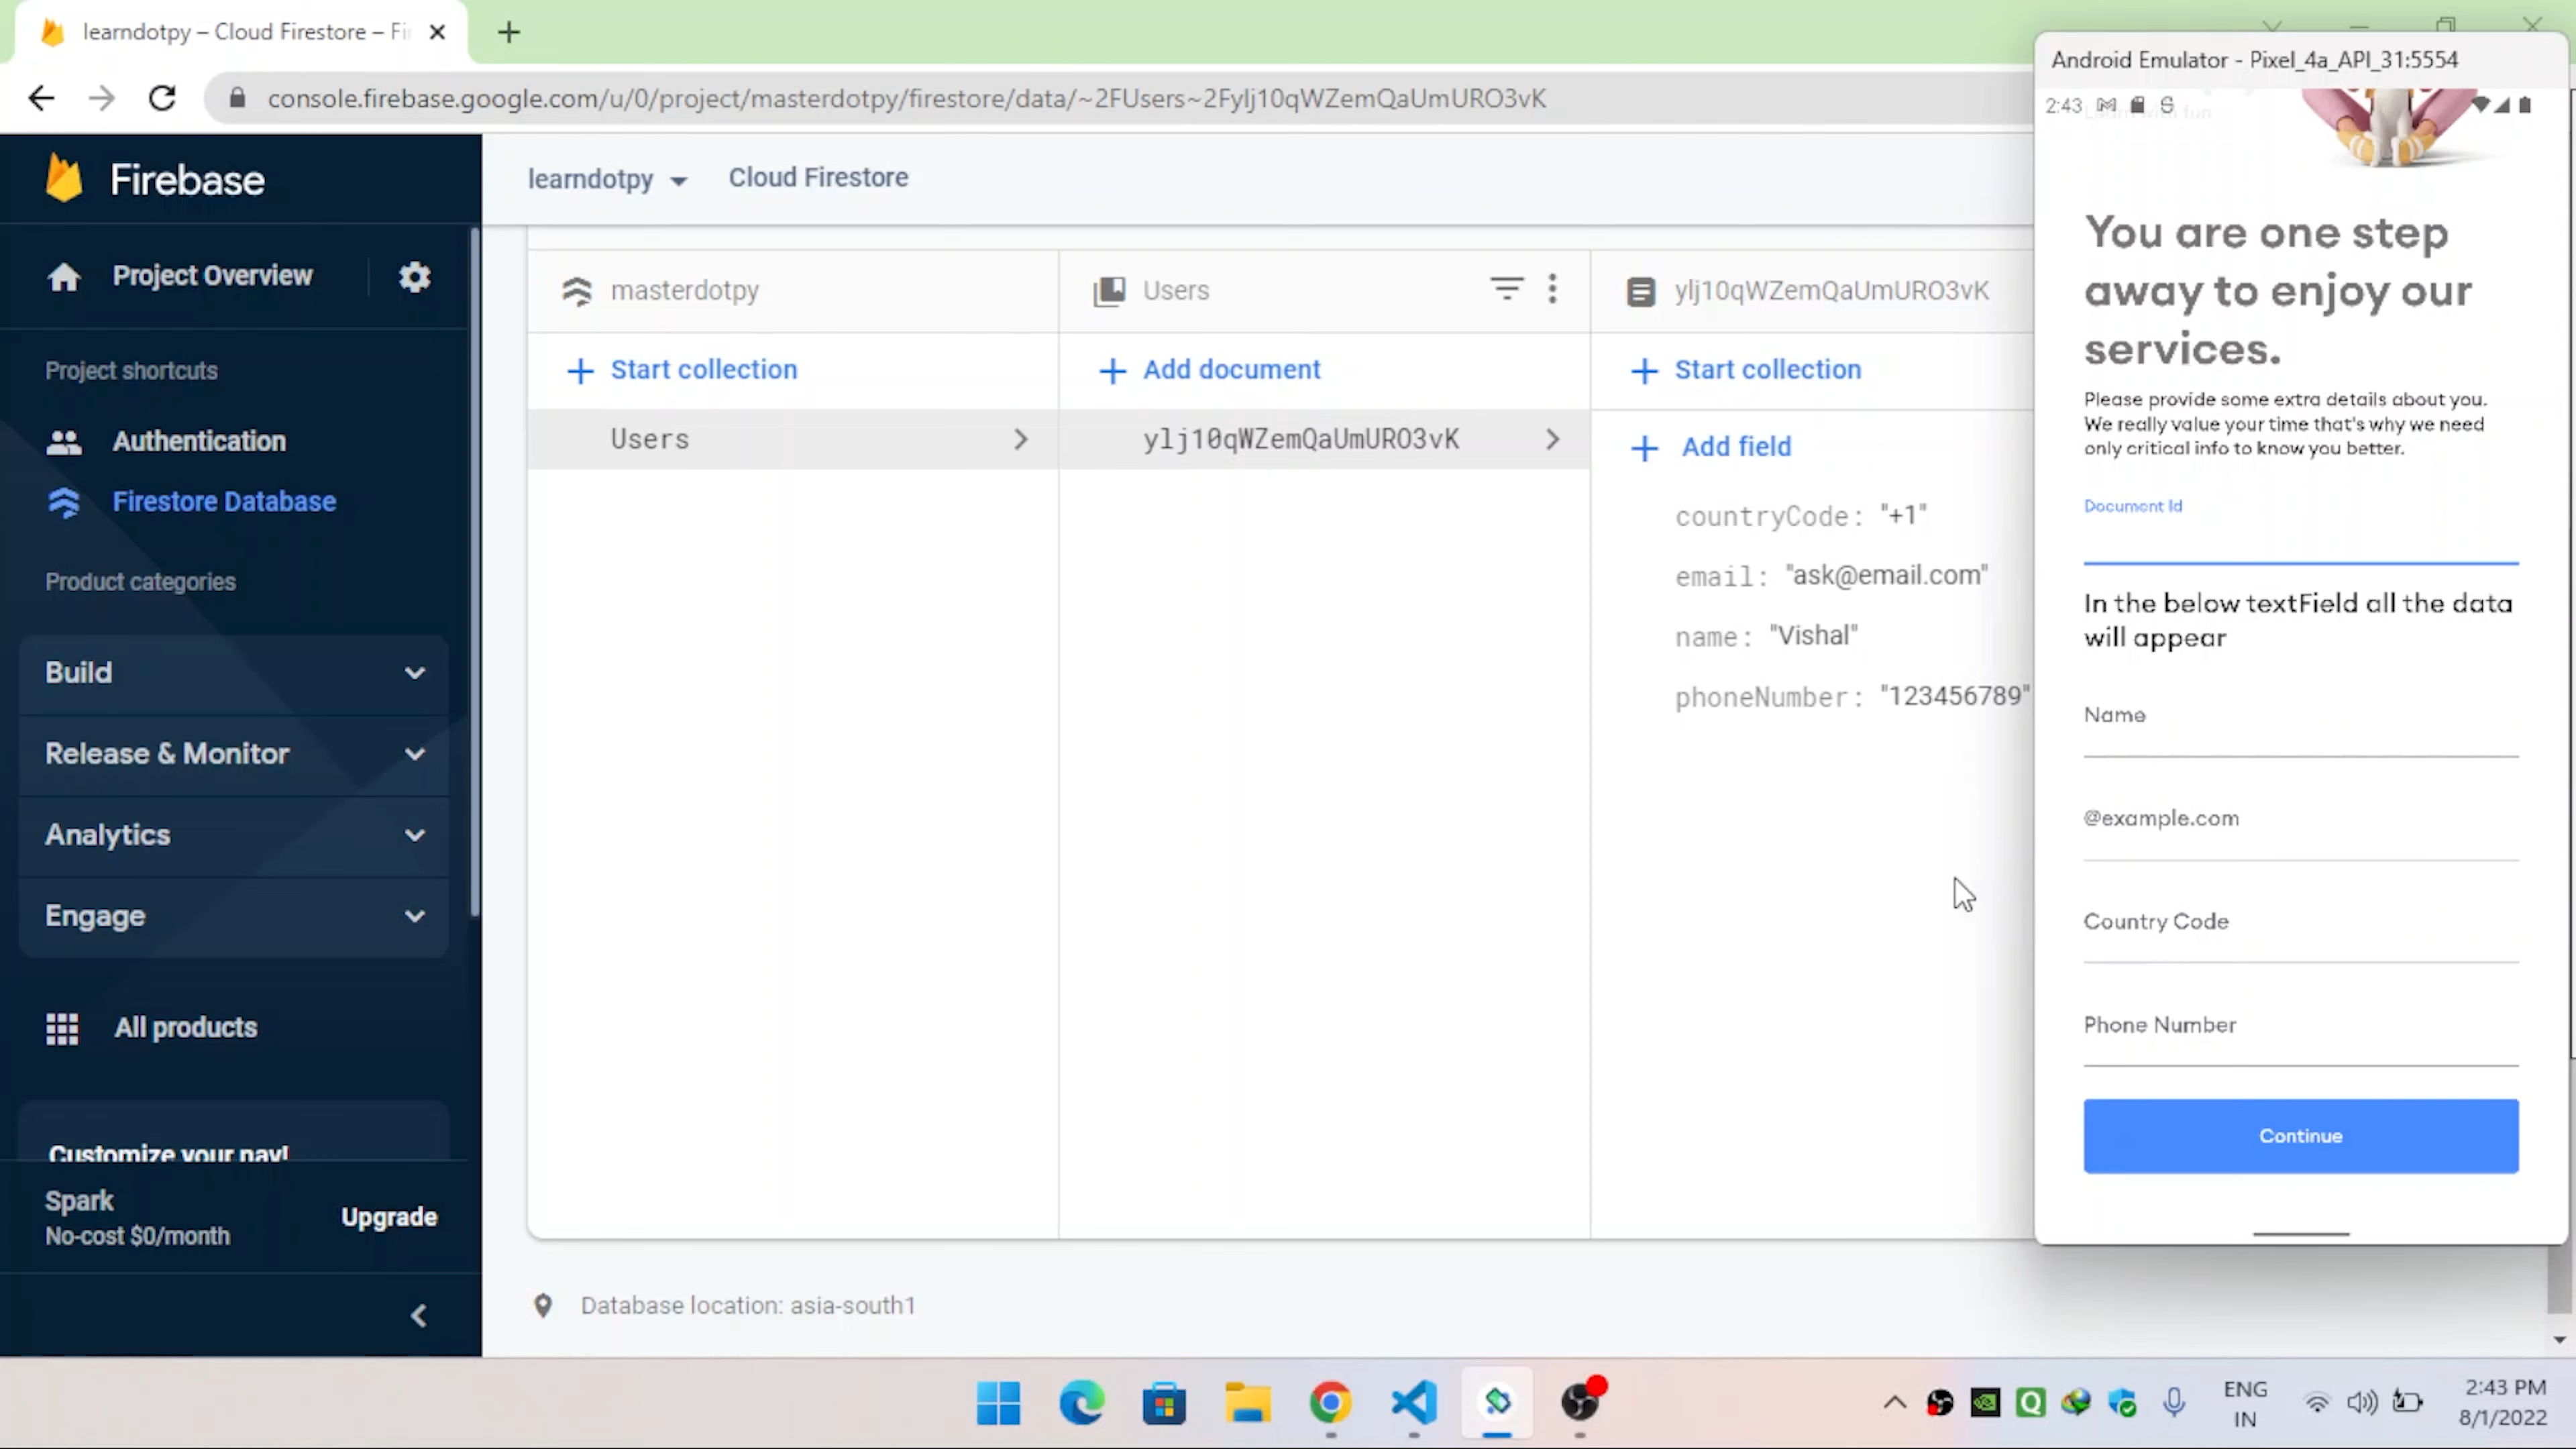 learndotpy – Cloud Firestore – Fi
console.firebase.google.com/u/0/project/masterdotpy/firestore/data/~2FUsers~2Fylj10qWZemQaUmURO3vK
Firebase
Project Overview
Project shortcuts
Authentication
Firestore Database
Product categories
Build
Release & Monitor
Analytics
Engage
All products
Customize your nav!
Spark
No-cost $0/month
Upgrade
learndotpy
Cloud Firestore
masterdotpy
Start collection
Users
Users
Add document
ylj10qWZemQaUmURO3vK
ylj10qWZemQaUmURO3vK
Start collection
Add field
countryCode: "+1"
email: "ask@email.com"
name: "Vishal"
phoneNumber: "123456789"
Database location: asia-south1
Android Emulator - Pixel_4a_API_31:5554
2:43
Learn with fun
You are one step
away to enjoy our
services.
Please provide some extra details about you.
We really value your time that's why we need
only critical info to know you better.
Document Id
In the below textField all the data
will appear
Name
@example.com
Country Code
Phone Number
Continue
ENG
IN
2:43 PM
8/1/2022